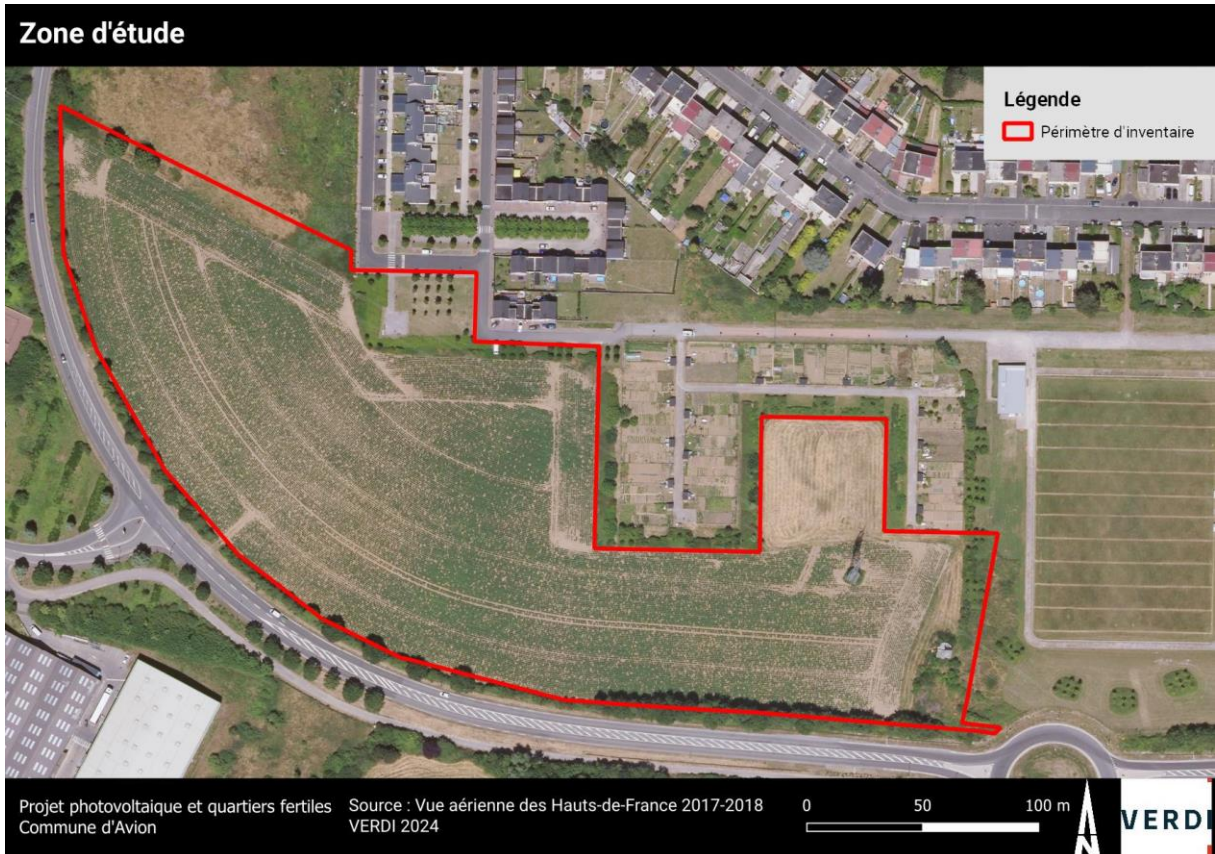 Zone d'étude
Légende
Périmètre d'inventaire
Projet photovoltaique et quartiers fertiles
Commune d'Avion
Source : Vue aérienne des Hauts-de-France 2017-2018
VERDI 2024
0 50 100 m
N
VERDI